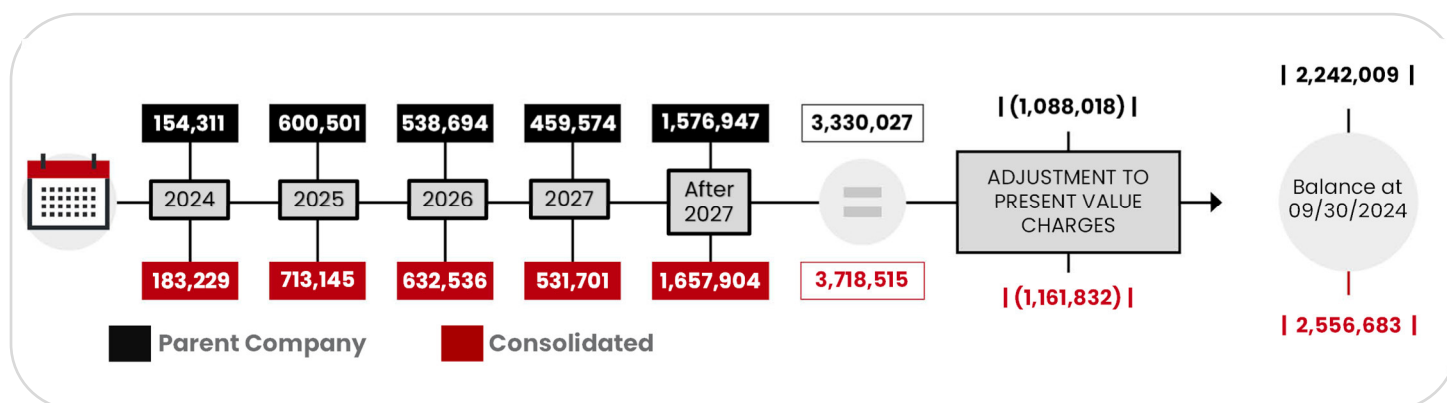 | 2,242,009 |
154,311 600,501 538,694 459,574 1,576,947 3,330,027 | (1,088,018) |
2024 2025 2026 2027 After
2027
ADJUSTMENT TO
PRESENT VALUE
CHARGES
Balance at
09/30/2024
183,229 713,145 632,536 531,701 1,657,904 3,718,515 | (1,161,832) |
| 2,556,683 |
Parent Company Consolidated